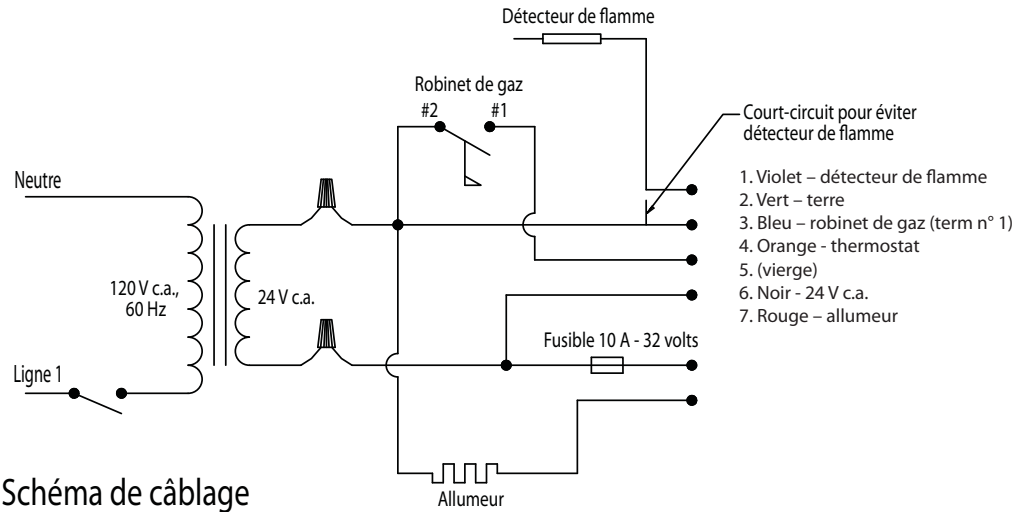 Détecteur de flamme
Robinet de gaz
#2 #1
Court-circuit pour éviter
détecteur de flamme
Neutre
1. Violet – détecteur de flamme
2. Vert – terre
3. Bleu – robinet de gaz (term n° 1)
4. Orange - thermostat
5. (vierge)
6. Noir - 24 V c.a.
7. Rouge – allumeur
120 V c.a.,
60 Hz
24 V c.a.
Fusible 10 A - 32 volts
Ligne 1
Allumeur
Schéma de câblage